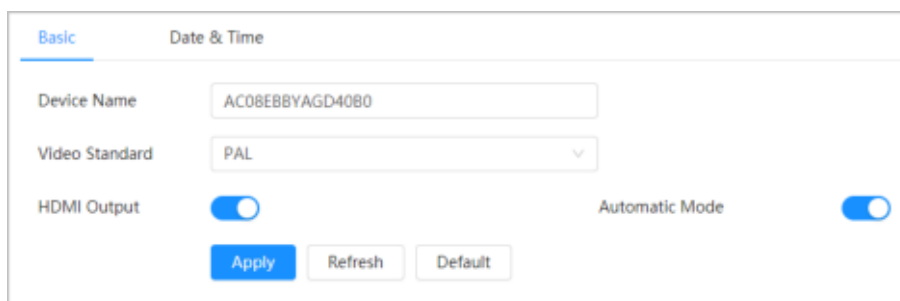 Basic Date & Time
Device Name AC08EBBYAGD40B0
Video Standard PAL
HDMI Output Automatic Mode
Apply Refresh Default